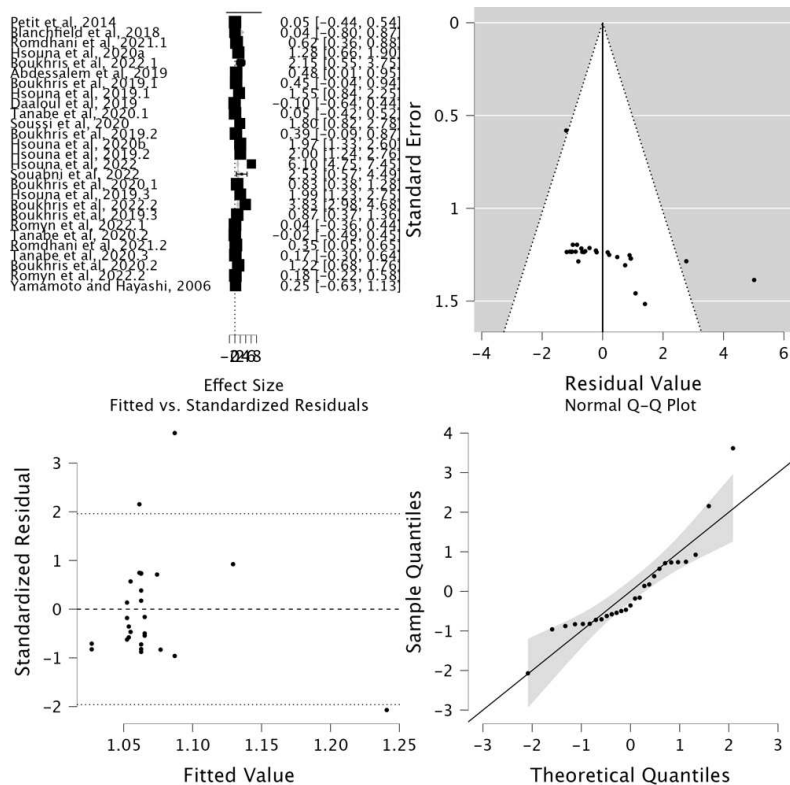 Petit et al, 2014 0.05 [-0.44, 0.54]
Blanchfield et al, 2018 0.04 [-0.80, 0.87]
Romdhani et al, 2021.1 0.62 [0.36, 0.88]
Hsouna et al, 2020a 1.28 [0.66, 1.90]
Boukhris et al, 2022.1 2.15 [0.55, 3.75]
Abdessalem et al, 2019 0.48 [0.01, 0.95]
Boukhris et al, 2019.1 0.45 [-0.04, 0.94]
Hsouna et al, 2019.1 1.55 [0.84, 2.25]
Daaloul et al, 2019 -0.10 [-0.64, 0.44]
Tanabe et al, 2020.1 0.05 [-0.42, 0.52]
Soussi et al, 2020 1.80 [0.82, 2.78]
Boukhris et al, 2019.2 0.39 [-0.09, 0.87]
Hsouna et al, 2020b 1.97 [1.33, 2.60]
Hsouna et al, 2019.2 2.00 [1.24, 2.76]
Hsouna et al, 2022 6.10 [4.75, 7.45]
Souabni et al, 2022 2.53 [0.57, 4.49]
Boukhris et al, 2020.1 0.83 [0.38, 1.28]
Hsouna et al, 2019.3 1.99 [1.23, 2.75]
Boukhris et al, 2022.2 3.83 [2.98, 4.68]
Boukhris et al, 2019.3 0.87 [0.37, 1.36]
Romyn et al, 2022.1 0.04 [-0.36, 0.44]
Tanabe et al, 2020.2 -0.02 [-0.49, 0.45]
Romdhani et al, 2021.2 0.35 [0.05, 0.65]
Tanabe et al, 2020.3 0.17 [-0.30, 0.64]
Boukhris et al, 2020.2 1.22 [0.68, 1.76]
Romyn et al, 2022.2 0.18 [-0.22, 0.58]
Yamamoto and Hayashi, 2006 0.25 [-0.63, 1.13]
-2 0 2 4 6 8
Effect Size
Standard Error
0
0.5
1
1.5
-4 -2 0 2 4 6
Residual Value
Fitted vs. Standardized Residuals
Standardized Residual
3
2
1
0
-1
-2
1.05 1.10 1.15 1.20 1.25
Fitted Value
Normal Q-Q Plot
Sample Quantiles
4
3
2
1
0
-1
-2
-3
-3 -2 -1 0 1 2 3
Theoretical Quantiles